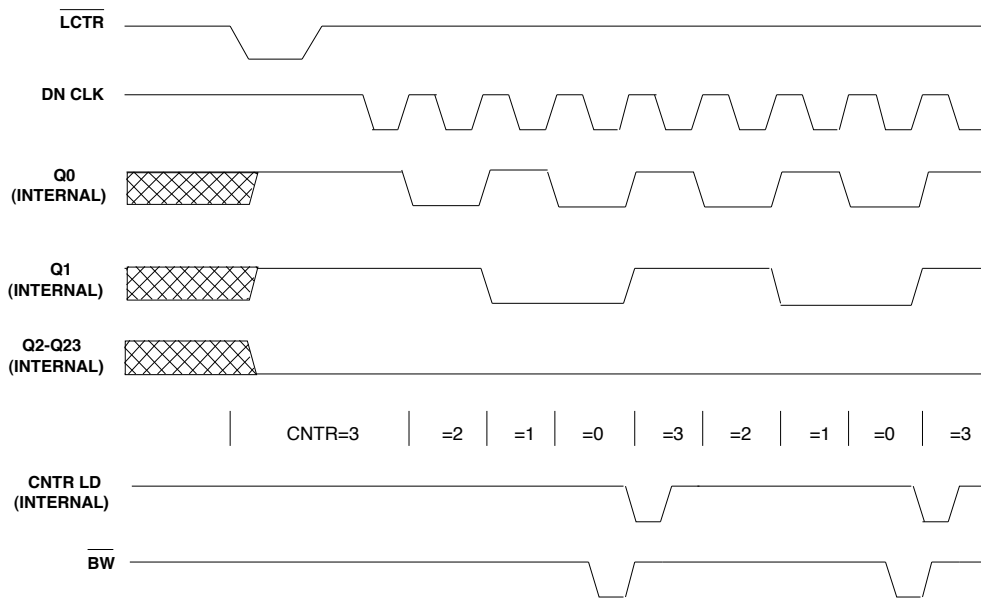 LCTR
DN CLK
Q0
(INTERNAL)
Q1
(INTERNAL)
Q2-Q23
(INTERNAL)
CNTR=3 =2 =1 =0 =3 =2 =1 =0 =3
CNTR LD
(INTERNAL)
BW